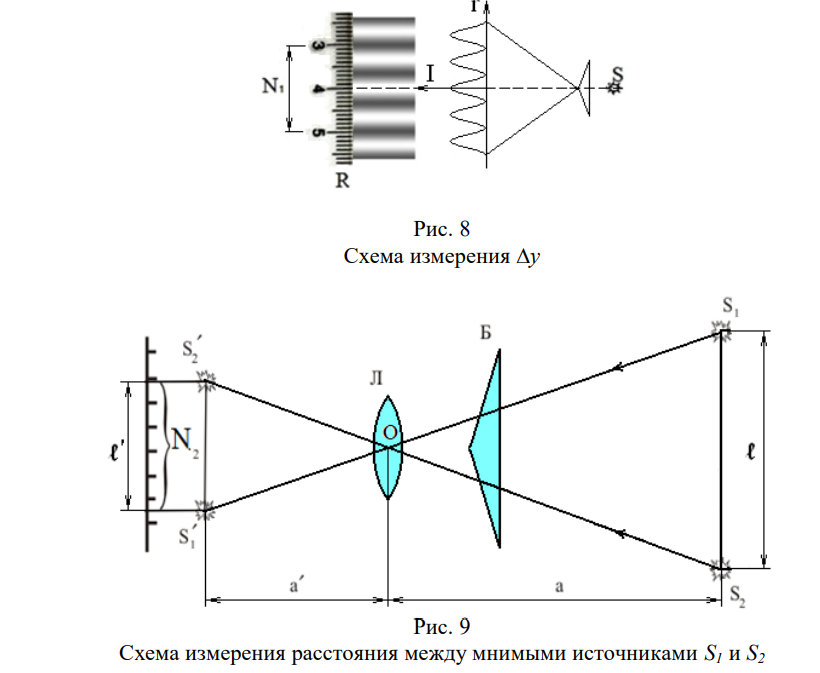 I
S
3
N₁
4
I
5
R
Рис. 8
Схема измерения Δy
S₁
S₂′
Б
Л
O
ℓ′
N₂
ℓ
S₁′
a′
a
S₂
Рис. 9
Схема измерения расстояния между мнимыми источниками S₁ и S₂